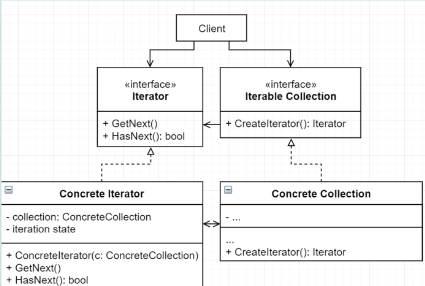 Client
«interface»
Iterator
+ GetNext()
+ HasNext(): bool
«interface»
Iterable Collection
+ CreateIterator(): Iterator
Concrete Iterator
- collection: ConcreteCollection
- iteration state
+ ConcreteIterator(c: ConcreteCollection)
+ GetNext()
+ HasNext(): bool
Concrete Collection
- ...
...
+ CreateIterator(): Iterator